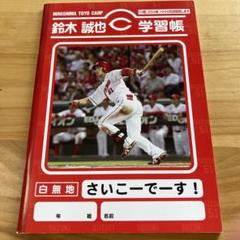 HIROSHIMA TOYO CARP
鈴木 誠也 C 学習帳
白無地 さいこーでーす!
年 組 名前